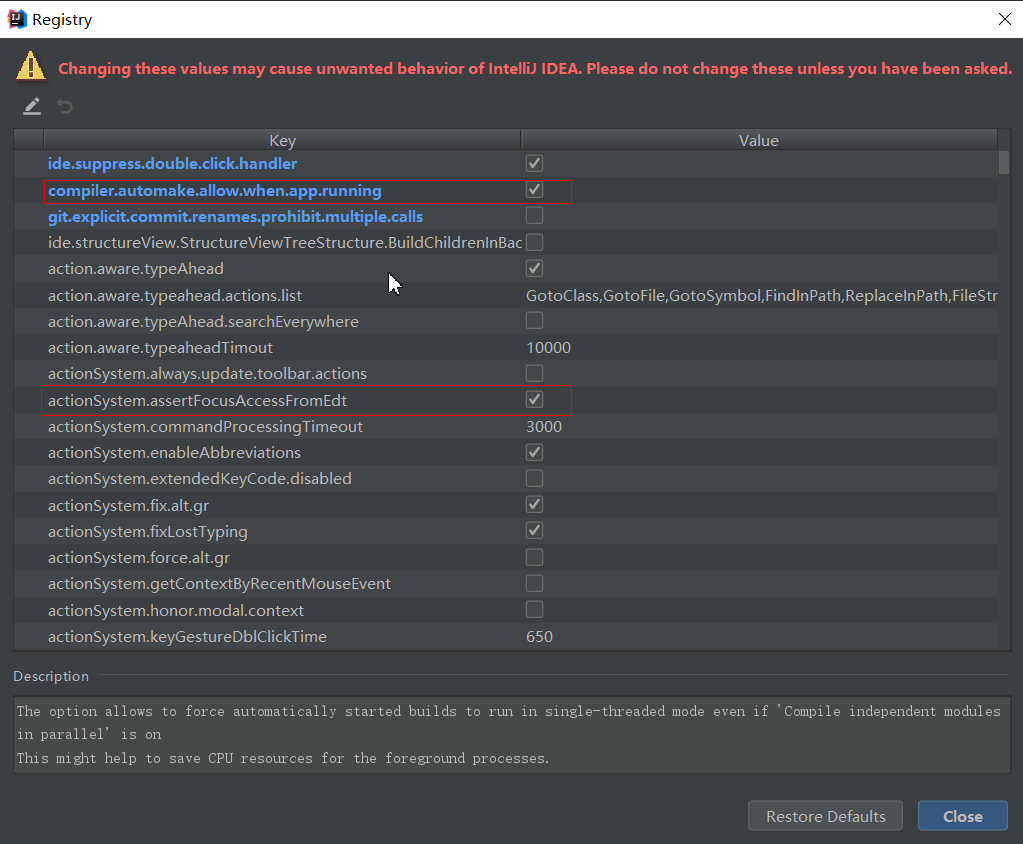 Registry
Changing these values may cause unwanted behavior of IntelliJ IDEA. Please do not change these unless you have been asked.
Key Value
ide.suppress.double.click.handler
compiler.automake.allow.when.app.running
git.explicit.commit.renames.prohibit.multiple.calls
ide.structureView.StructureViewTreeStructure.BuildChildrenInBac
action.aware.typeAhead
action.aware.typeahead.actions.list GotoClass,GotoFile,GotoSymbol,FindInPath,ReplaceInPath,FileStr
action.aware.typeAhead.searchEverywhere
action.aware.typeaheadTimout 10000
actionSystem.always.update.toolbar.actions
actionSystem.assertFocusAccessFromEdt
actionSystem.commandProcessingTimeout 3000
actionSystem.enableAbbreviations
actionSystem.extendedKeyCode.disabled
actionSystem.fix.alt.gr
actionSystem.fixLostTyping
actionSystem.force.alt.gr
actionSystem.getContextByRecentMouseEvent
actionSystem.honor.modal.context
actionSystem.keyGestureDblClickTime 650
Description
The option allows to force automatically started builds to run in single-threaded mode even if 'Compile independent modules
in parallel' is on
This might help to save CPU resources for the foreground processes.
Restore Defaults Close